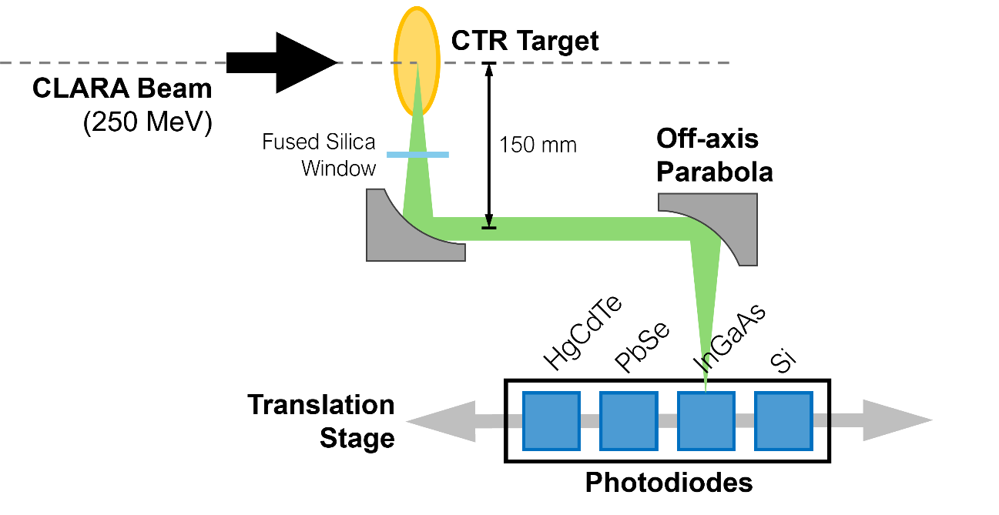 CTR Target
CLARA Beam
(250 MeV)
Fused Silica
Window
150 mm
Off-axis
Parabola
HgCdTe
PbSe
InGaAs
Si
Translation
Stage
Photodiodes